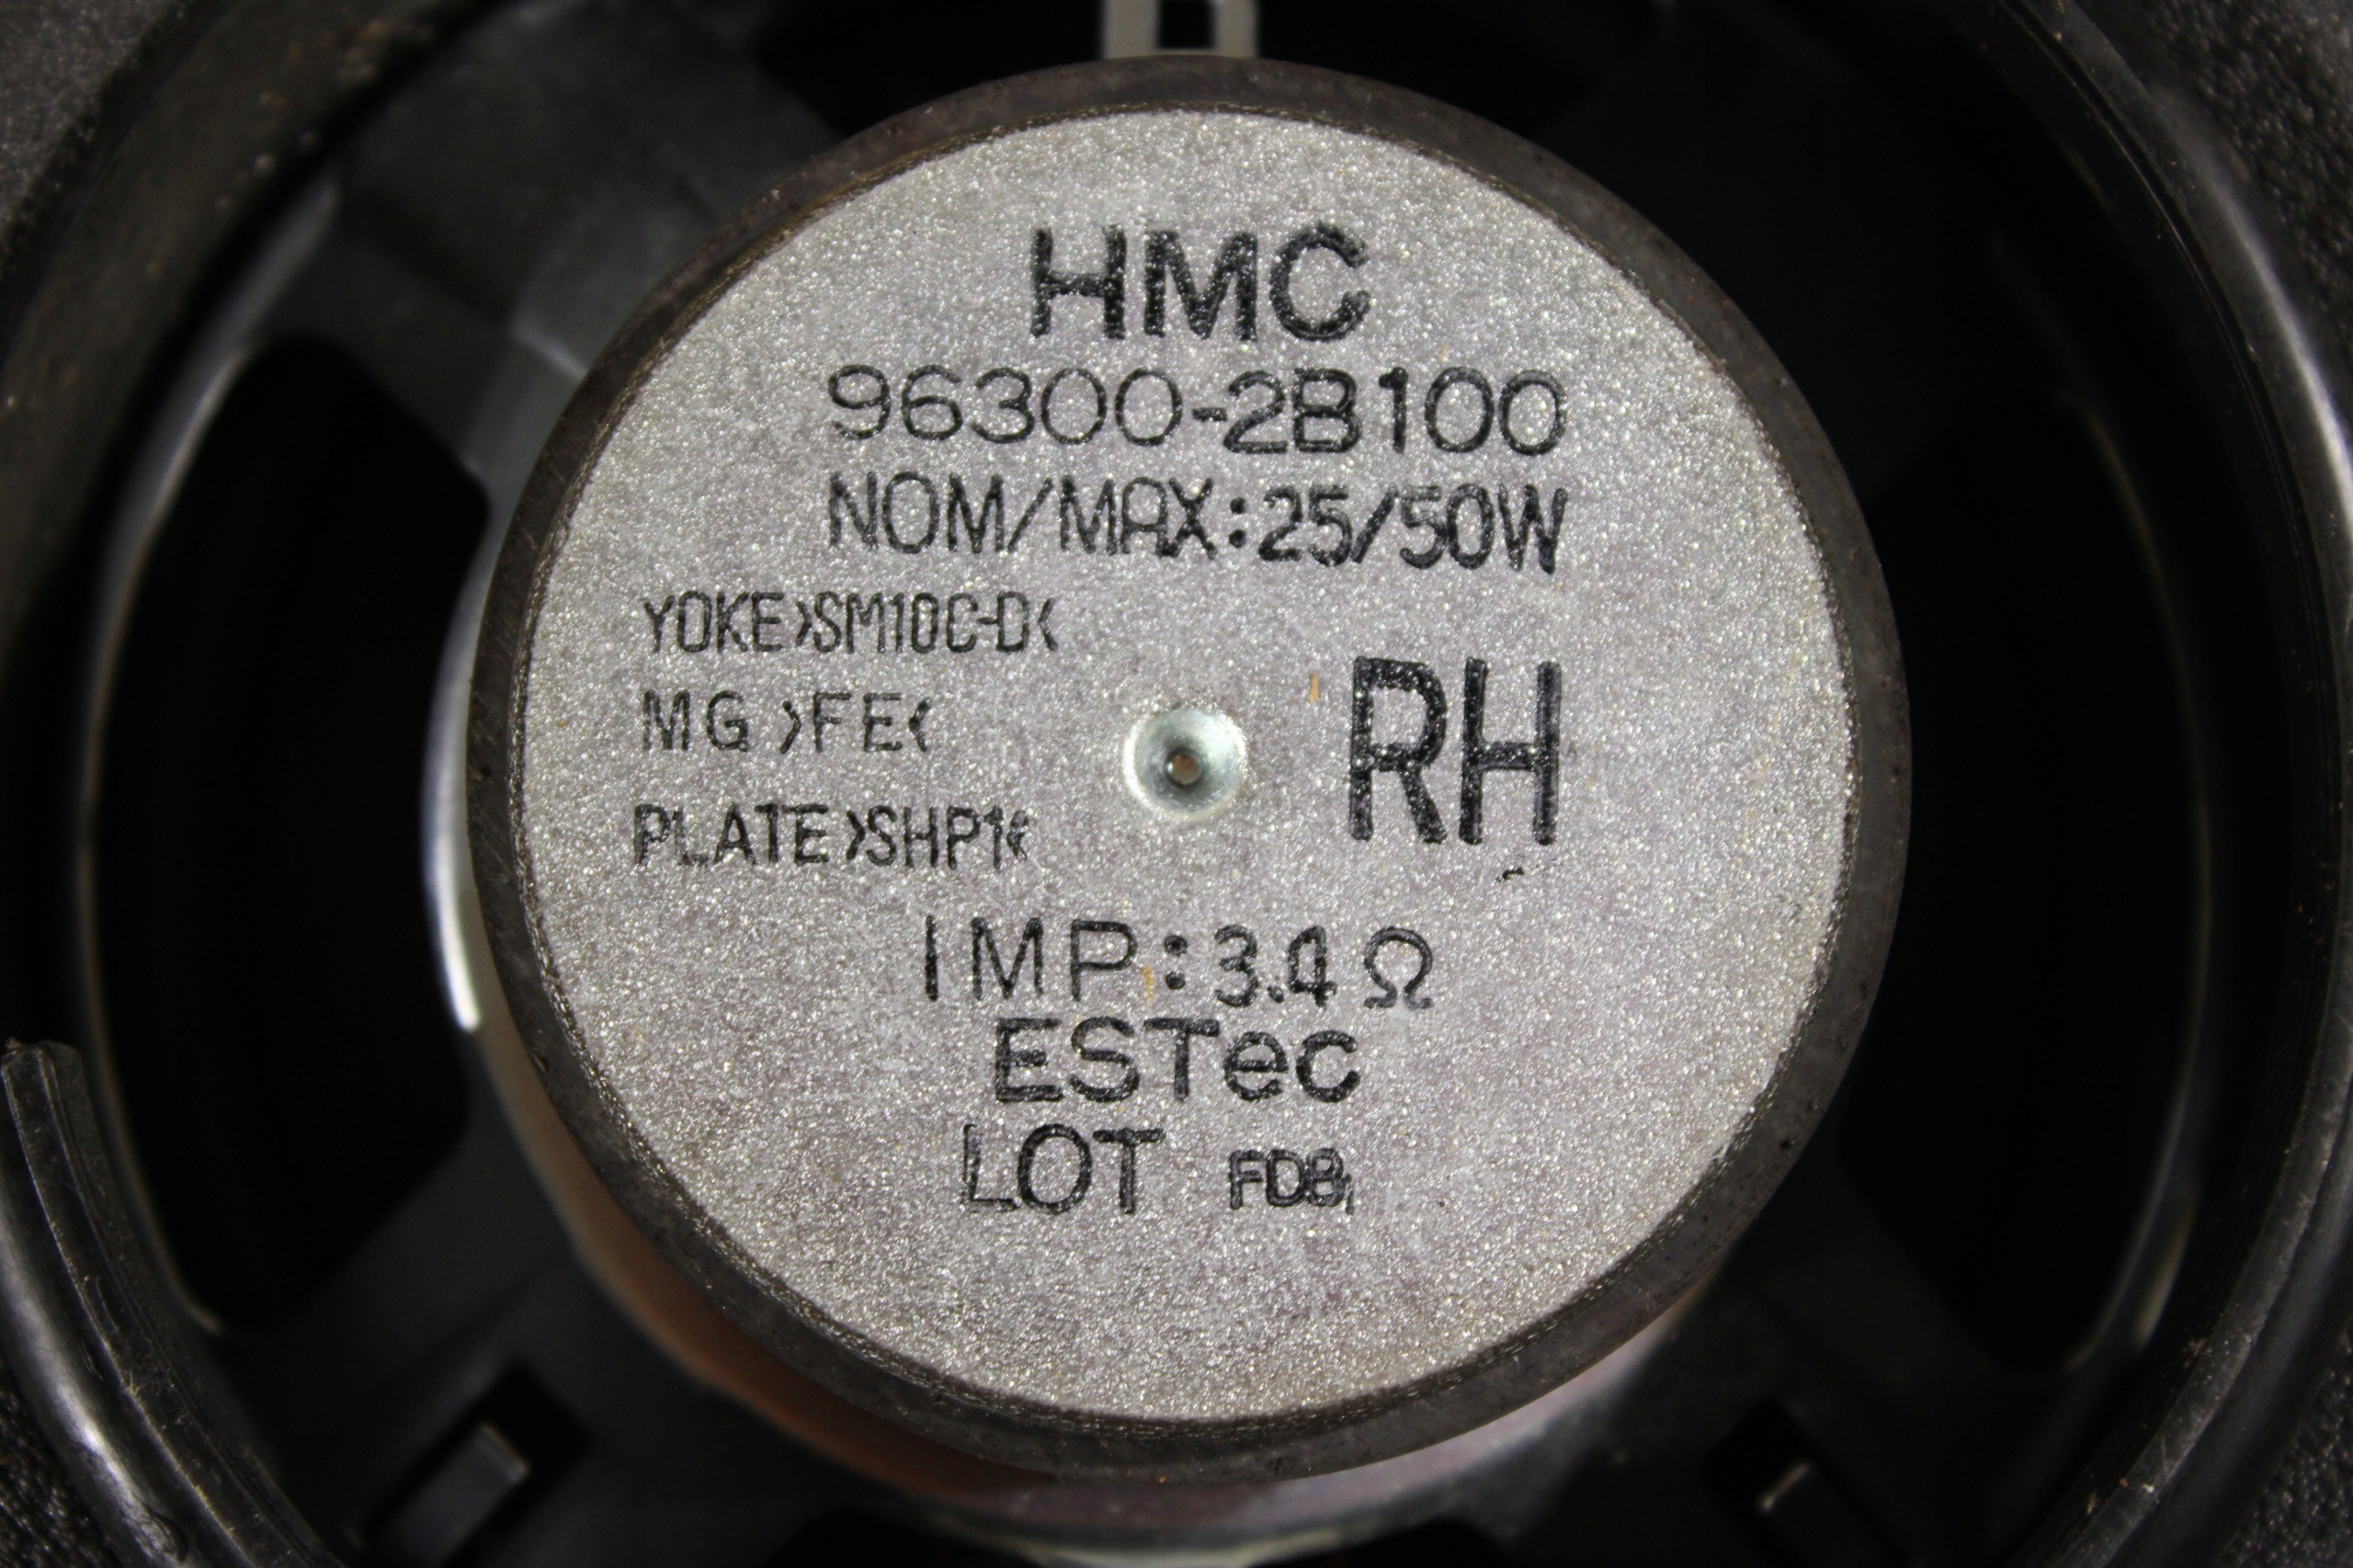 HMC
96300-2B100
NOM/MAX:25/50W
YOKE>SM10C-D<
MG >FE<
RH
PLATE>SHP1<
IMP:3.4Ω
ESTec
LOT FD8